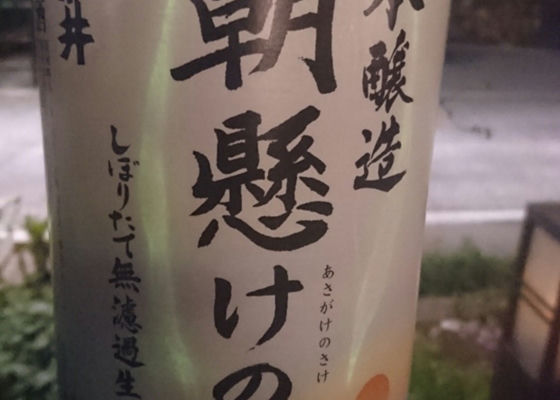 本醸造
朝懸けの
あさがけのさけ
井
しぼりたて無濾過生